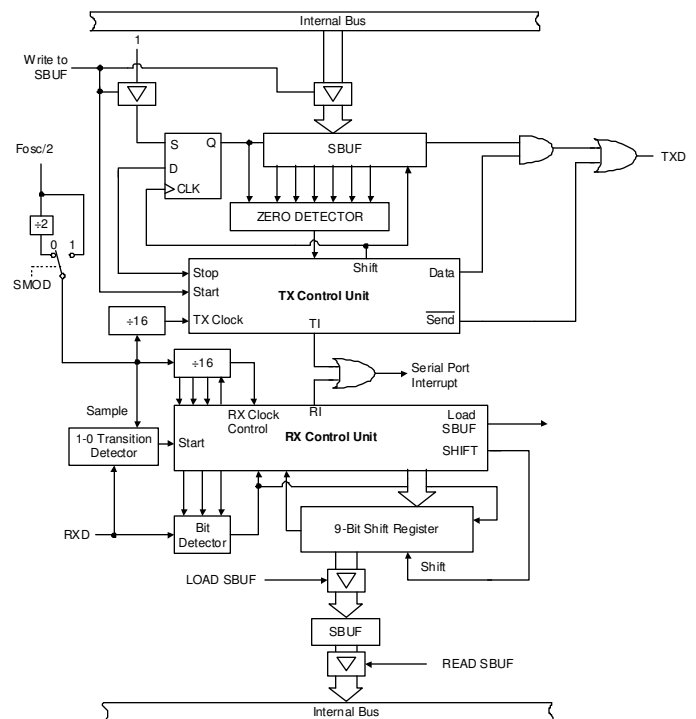 Internal Bus
1
Write to
SBUF
S
Q
D
CLK
SBUF
TXD
Fosc/2
÷2
0 1
SMOD
ZERO DETECTOR
Shift
Stop
Start
TX Clock
TX Control Unit
Data
Send
TI
÷16
÷16
Serial Port
Interrupt
Sample
RX Clock
Control
RI
Load
SBUF
1-0 Transition
Detector
Start
RX Control Unit
SHIFT
RXD
Bit
Detector
9-Bit Shift Register
Shift
LOAD SBUF
SBUF
READ SBUF
Internal Bus